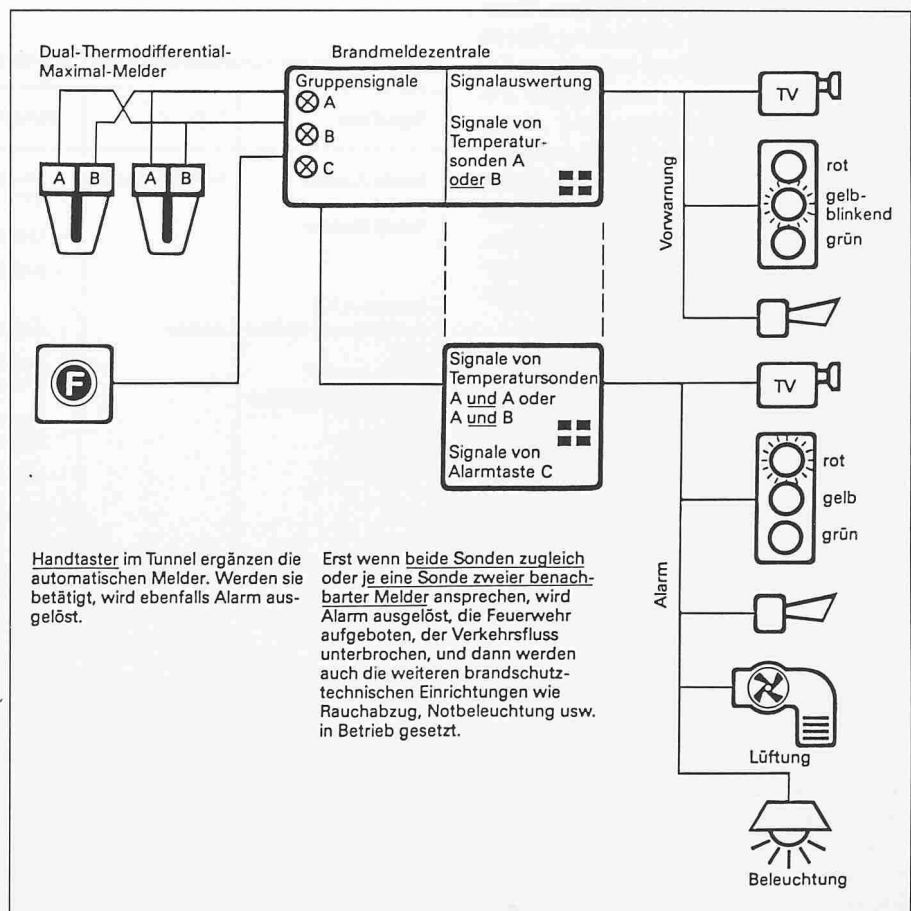 Dual-Thermodifferential-
Maximal-Melder
Brandmeldezentrale
Gruppensignale
A
B
C
Signalauswertung
Signale von
Temperatur-
sonden A
oder B
A B
A B
F
Vorwarnung
TV
rot
gelb-
blinkend
grün
Signale von
Temperatursonden
A und A oder
A und B
Signale von
Alarmtaste C
Alarm
TV
rot
gelb
grün
Lüftung
Beleuchtung
Handtaster im Tunnel ergänzen die
automatischen Melder. Werden sie
betätigt, wird ebenfalls Alarm aus-
gelöst.
Erst wenn beide Sonden zugleich
oder je eine Sonde zweier benach-
barter Melder ansprechen, wird
Alarm ausgelöst, die Feuerwehr
aufgeboten, der Verkehrsfluss
unterbrochen, und dann werden
auch die weiteren brandschutz-
technischen Einrichtungen wie
Rauchabzug, Notbeleuchtung usw.
in Betrieb gesetzt.